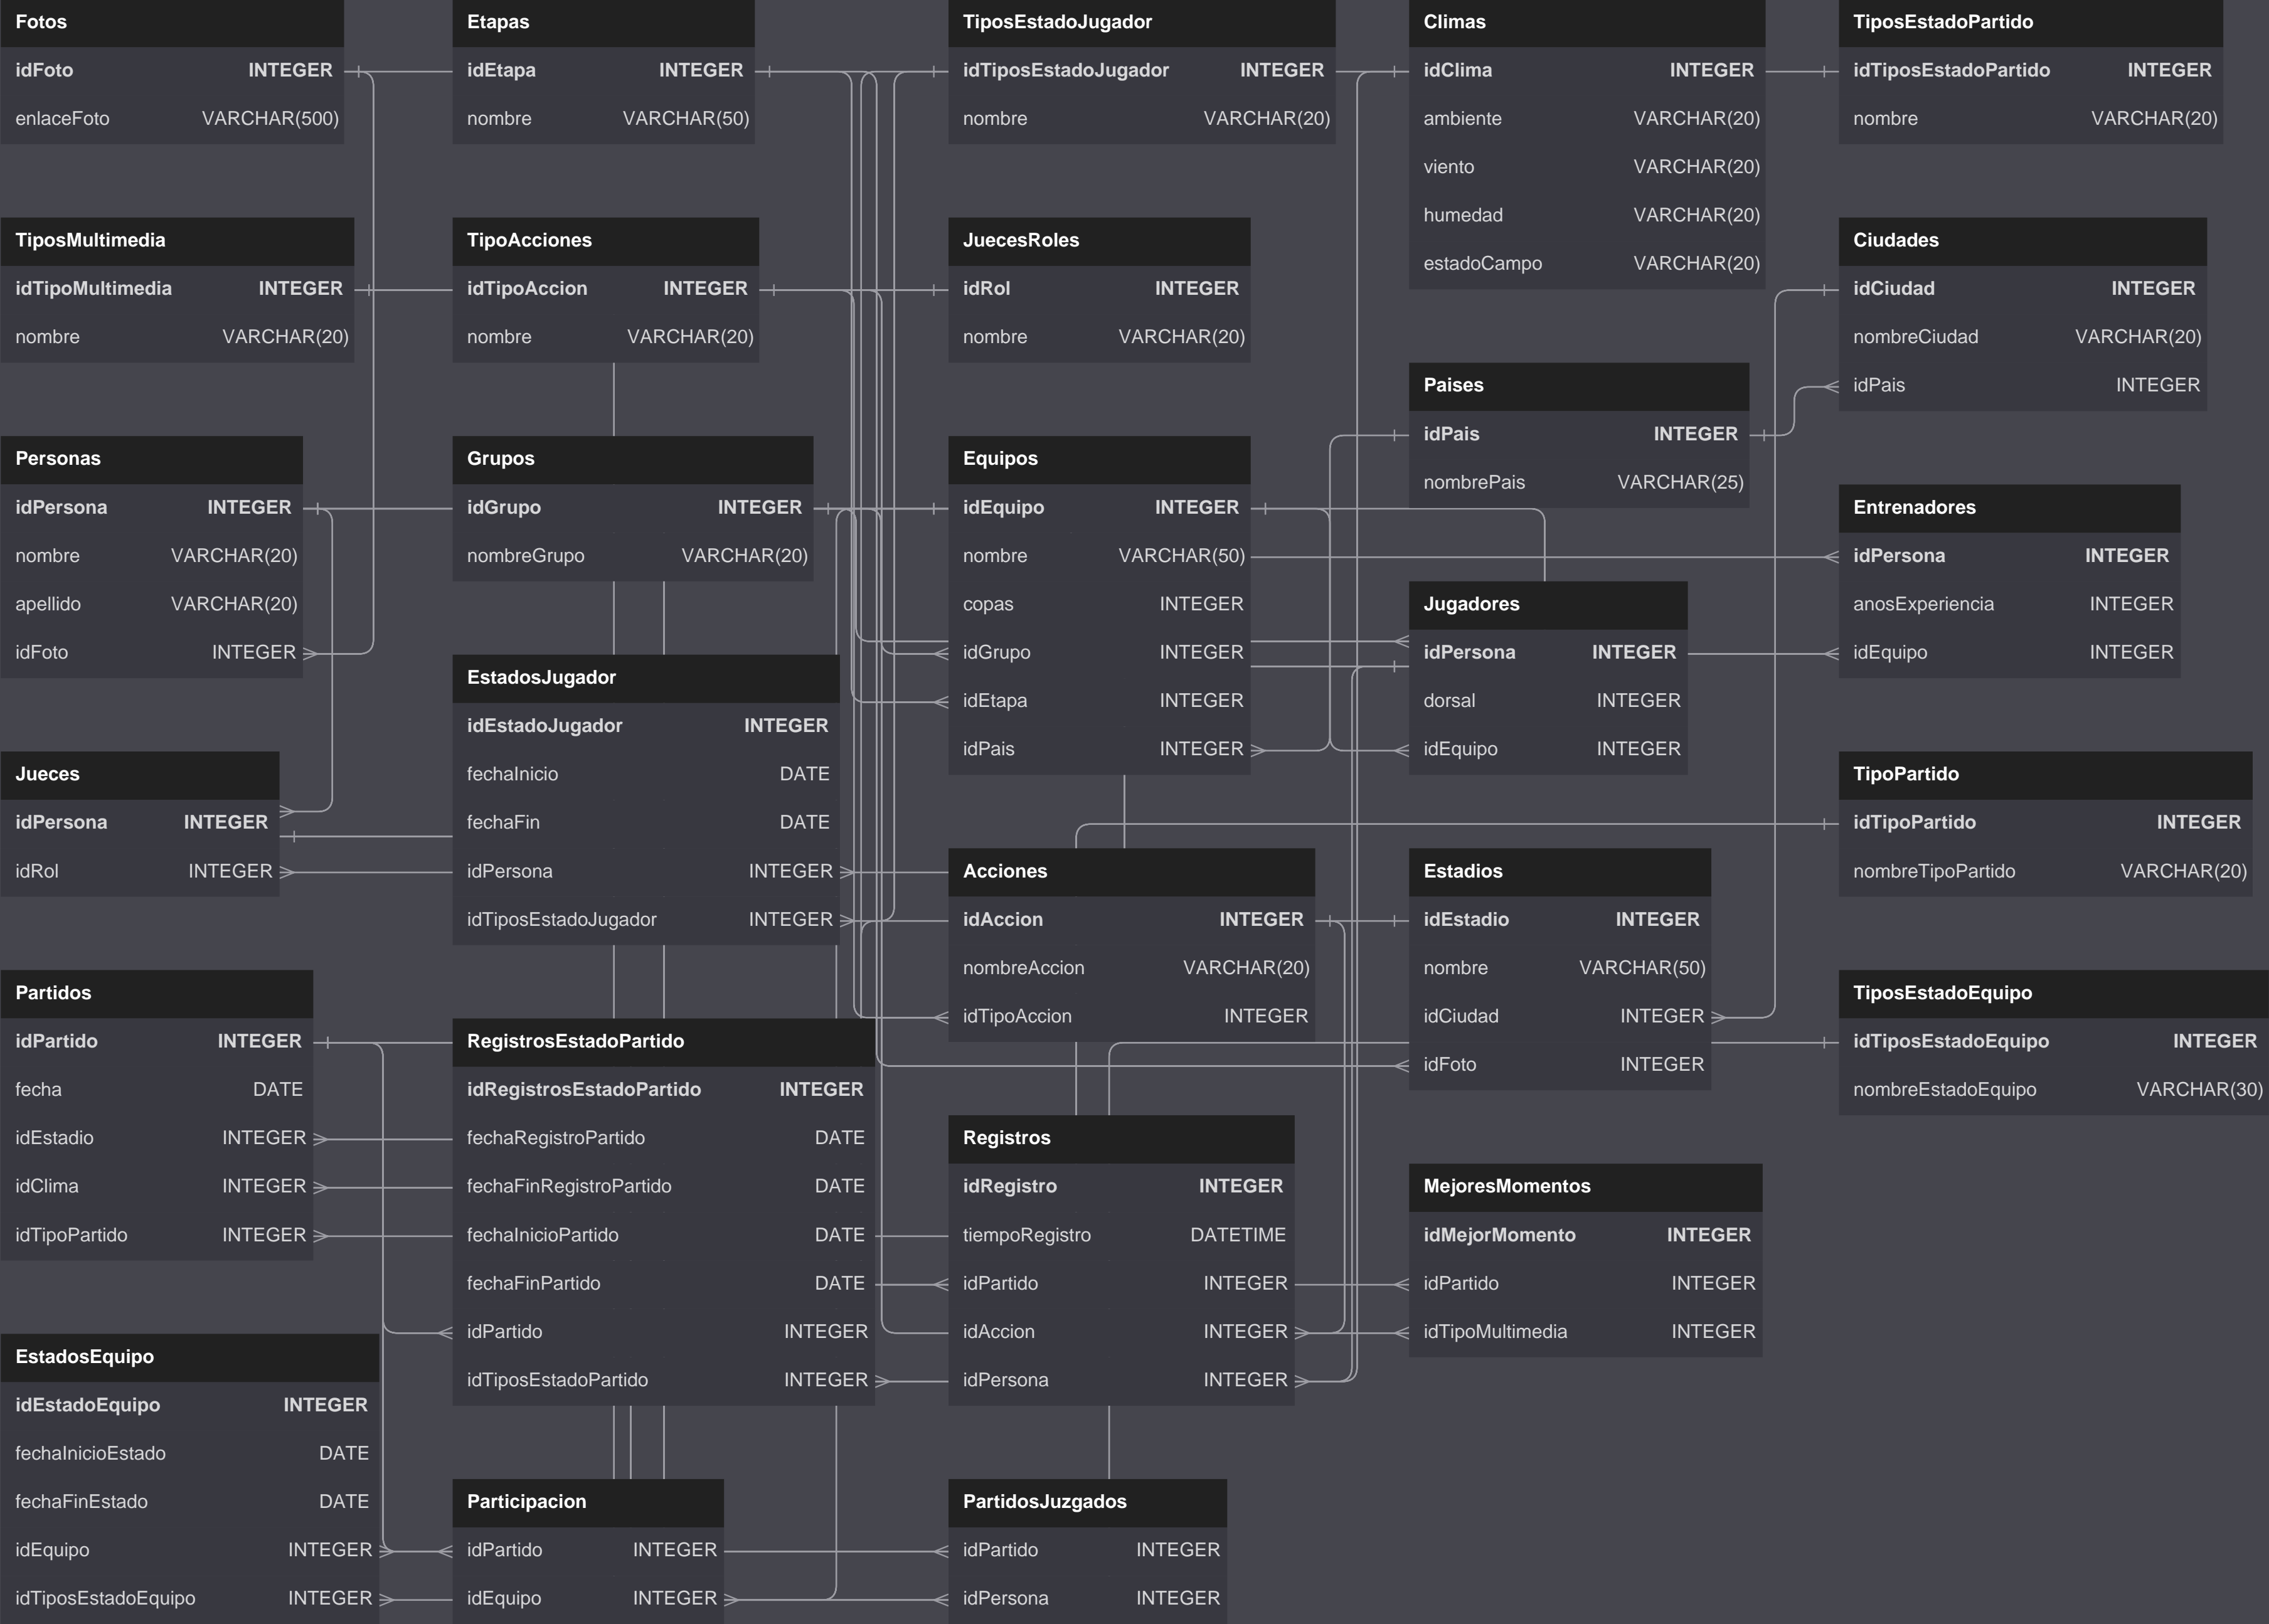 Fotos
idFoto INTEGER
enlaceFoto VARCHAR(500)
Etapas
idEtapa INTEGER
nombre VARCHAR(50)
TiposEstadoJugador
idTiposEstadoJugador INTEGER
nombre VARCHAR(20)
Climas
idClima INTEGER
ambiente VARCHAR(20)
viento VARCHAR(20)
humedad VARCHAR(20)
estadoCampo VARCHAR(20)
TiposEstadoPartido
idTiposEstadoPartido INTEGER
nombre VARCHAR(20)
TiposMultimedia
idTipoMultimedia INTEGER
nombre VARCHAR(20)
TipoAcciones
idTipoAccion INTEGER
nombre VARCHAR(20)
JuecesRoles
idRol INTEGER
nombre VARCHAR(20)
Ciudades
idCiudad INTEGER
nombreCiudad VARCHAR(20)
idPais INTEGER
Paises
idPais INTEGER
nombrePais VARCHAR(25)
Personas
idPersona INTEGER
nombre VARCHAR(20)
apellido VARCHAR(20)
idFoto INTEGER
Grupos
idGrupo INTEGER
nombreGrupo VARCHAR(20)
Equipos
idEquipo INTEGER
nombre VARCHAR(50)
copas INTEGER
idGrupo INTEGER
idEtapa INTEGER
idPais INTEGER
Entrenadores
idPersona INTEGER
anosExperiencia INTEGER
idEquipo INTEGER
Jugadores
idPersona INTEGER
dorsal INTEGER
idEquipo INTEGER
EstadosJugador
idEstadoJugador INTEGER
fechaInicio DATE
fechaFin DATE
idPersona INTEGER
idTiposEstadoJugador INTEGER
Jueces
idPersona INTEGER
idRol INTEGER
TipoPartido
idTipoPartido INTEGER
nombreTipoPartido VARCHAR(20)
Acciones
idAccion INTEGER
nombreAccion VARCHAR(20)
idTipoAccion INTEGER
Estadios
idEstadio INTEGER
nombre VARCHAR(50)
idCiudad INTEGER
idFoto INTEGER
Partidos
idPartido INTEGER
fecha DATE
idEstadio INTEGER
idClima INTEGER
idTipoPartido INTEGER
TiposEstadoEquipo
idTiposEstadoEquipo INTEGER
nombreEstadoEquipo VARCHAR(30)
RegistrosEstadoPartido
idRegistrosEstadoPartido INTEGER
fechaRegistroPartido DATE
fechaFinRegistroPartido DATE
fechaInicioPartido DATE
fechaFinPartido DATE
idPartido INTEGER
idTiposEstadoPartido INTEGER
Registros
idRegistro INTEGER
tiempoRegistro DATETIME
idPartido INTEGER
idAccion INTEGER
idPersona INTEGER
MejoresMomentos
idMejorMomento INTEGER
idPartido INTEGER
idTipoMultimedia INTEGER
EstadosEquipo
idEstadoEquipo INTEGER
fechaInicioEstado DATE
fechaFinEstado DATE
idEquipo INTEGER
idTiposEstadoEquipo INTEGER
Participacion
idPartido INTEGER
idEquipo INTEGER
PartidosJuzgados
idPartido INTEGER
idPersona INTEGER